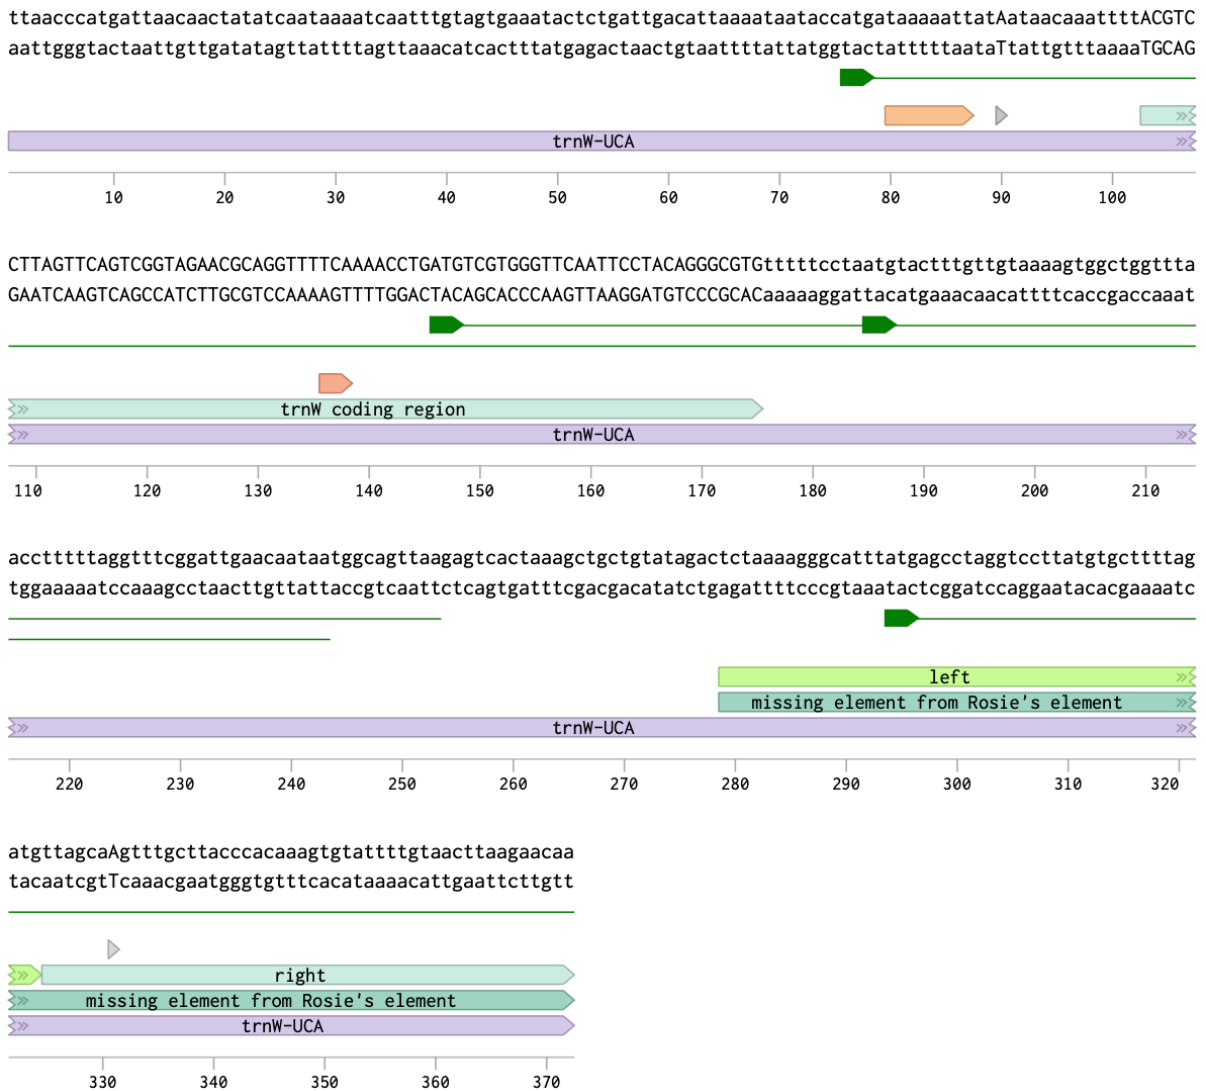 ttaacccatgattaacaactatatcaataaaatcaatttgtagtgaaatactctgattgacattaaaataataccatgataaaaattatAataacaaattttACGTC
aattgggtactaattgttgatatagttattttagttaaacatcactttatgagactaactgtaattttattatggtactatttttaataTtattgtttaaaaTGCAG
trnW-UCA
10 20 30 40 50 60 70 80 90 100
CTTAGTTCAGTCGGTAGAACGCAGGTTTTCAAAACCTGATGTCGTGGGTTCAATTCCTACAGGGCGTGtttttcctaatgtactttgttgtaaaagtggctggttta
GAATCAAGTCAGCCATCTTGCGTCCAAAAGTTTTGGACTACAGCACCCAAGTTAAGGATGTCCCGCACaaaaaggattacatgaaacaacattttcaccgaccaaat
trnW coding region
trnW-UCA
110 120 130 140 150 160 170 180 190 200 210
acctttttaggtttcggattgaacaataatggcagttaagagtcactaaagctgctgtatagactctaaaagggcatttatgagcctaggtccttatgtgcttttag
tggaaaaatccaaagcctaacttgttattaccgtcaattctcagtgatttcgacgacatatctgagattttcccgtaaatactcggatccaggaatacacgaaaatc
left
missing element from Rosie's element
trnW-UCA
220 230 240 250 260 270 280 290 300 310 320
atgttagcaAgtttgcttacccacaaagtgtattttgtaacttaagaacaa
tacaatcgtTcaaacgaatgggtgtttcacataaaacattgaattcttgtt
right
missing element from Rosie's element
trnW-UCA
330 340 350 360 370